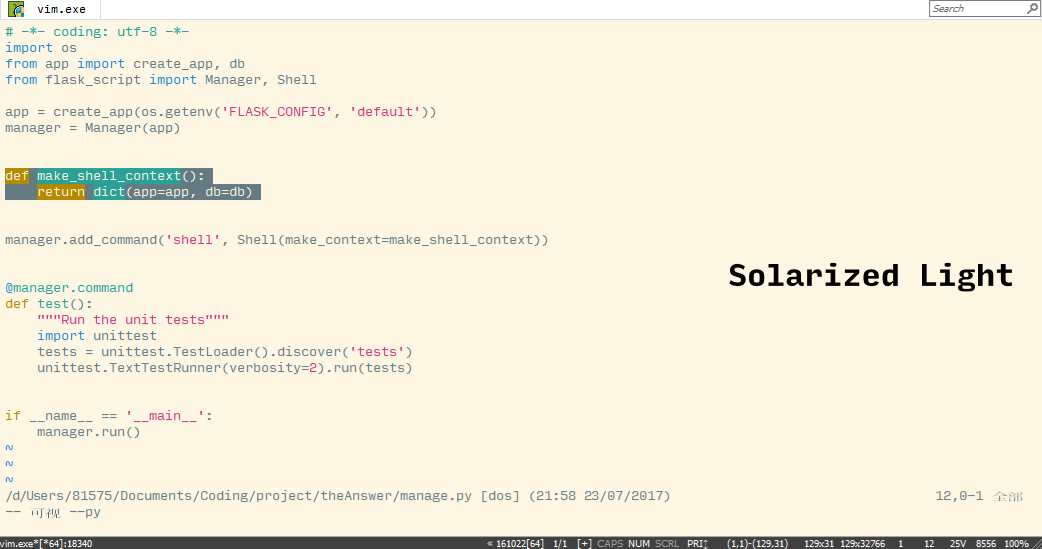 vim.exe
Search
# -*- coding: utf-8 -*-
import os
from app import create_app, db
from flask_script import Manager, Shell
app = create_app(os.getenv('FLASK_CONFIG', 'default'))
manager = Manager(app)
def make_shell_context():
    return dict(app=app, db=db)
manager.add_command('shell', Shell(make_context=make_shell_context))
Solarized Light
@manager.command
def test():
    """Run the unit tests"""
    import unittest
    tests = unittest.TestLoader().discover('tests')
    unittest.TextTestRunner(verbosity=2).run(tests)
if __name__ == '__main__':
    manager.run()
~
~
~
/d/Users/81575/Documents/Coding/project/theAnswer/manage.py [dos] (21:58 23/07/2017) 12,0-1 全部
-- 可视 --py
vim.exe*[*64]:18340 « 161022[64] 1/1 [+] CAPS NUM SCRL PRI↕ (1,1)-(129,31) 129x31 129x32766 1 12 25V 8556 100%